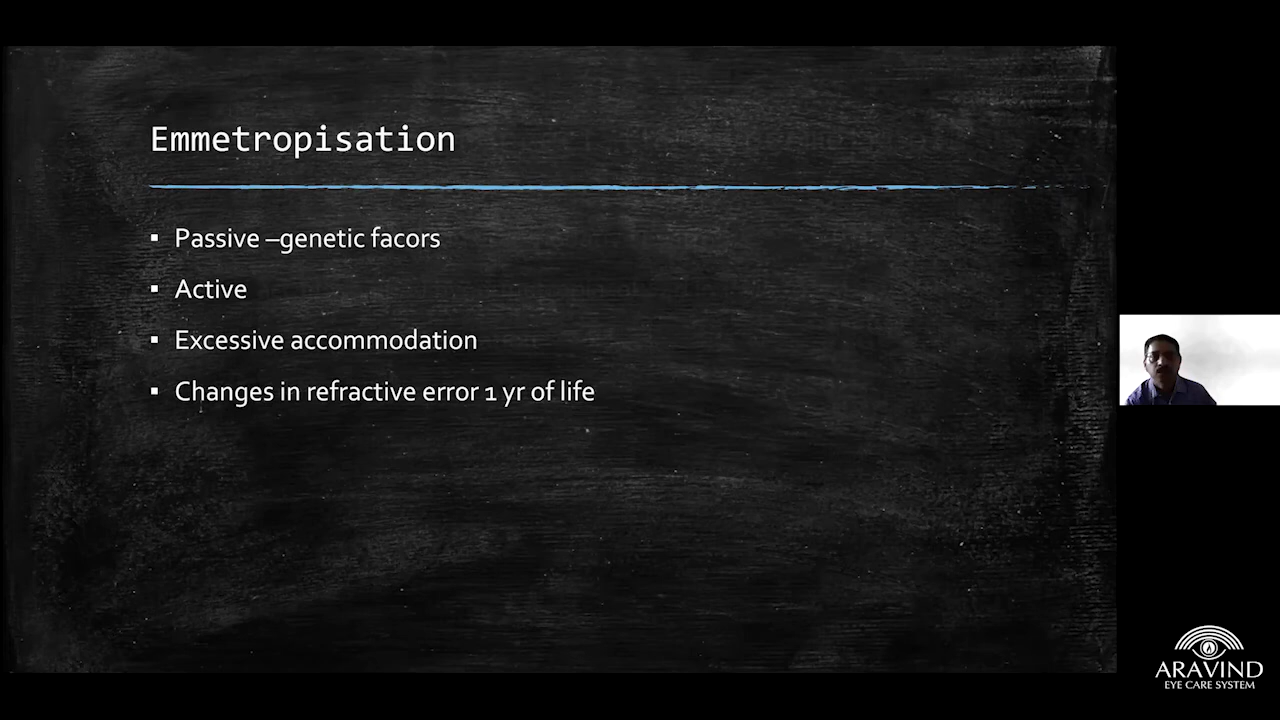 Emmetropisation
▪ Passive –genetic facors
▪ Active
▪ Excessive accommodation
▪ Changes in refractive error 1 yr of life
ARAVIND
EYE CARE SYSTEM